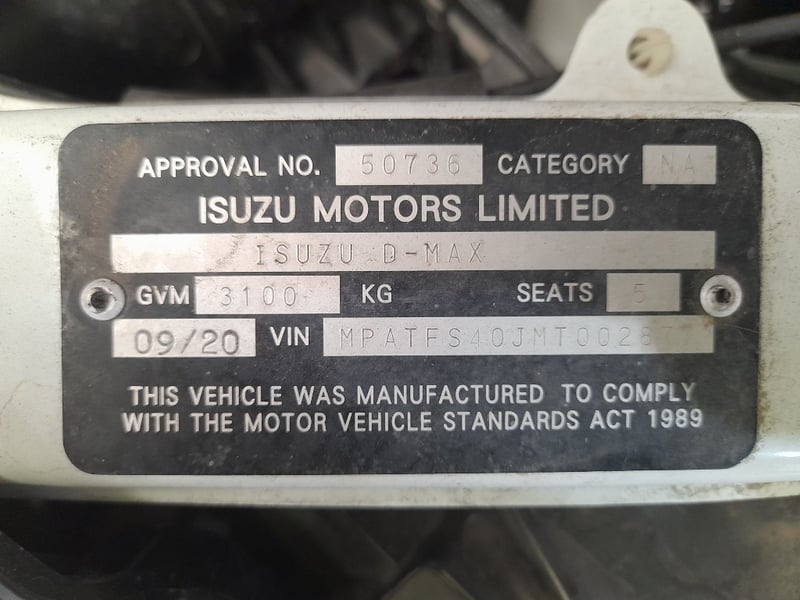 APPROVAL NO. 50736 CATEGORY NA
ISUZU MOTORS LIMITED
ISUZU D-MAX
GVM 3100 KG SEATS 5
09/20 VIN
THIS VEHICLE WAS MANUFACTURED TO COMPLY
WITH THE MOTOR VEHICLE STANDARDS ACT 1989